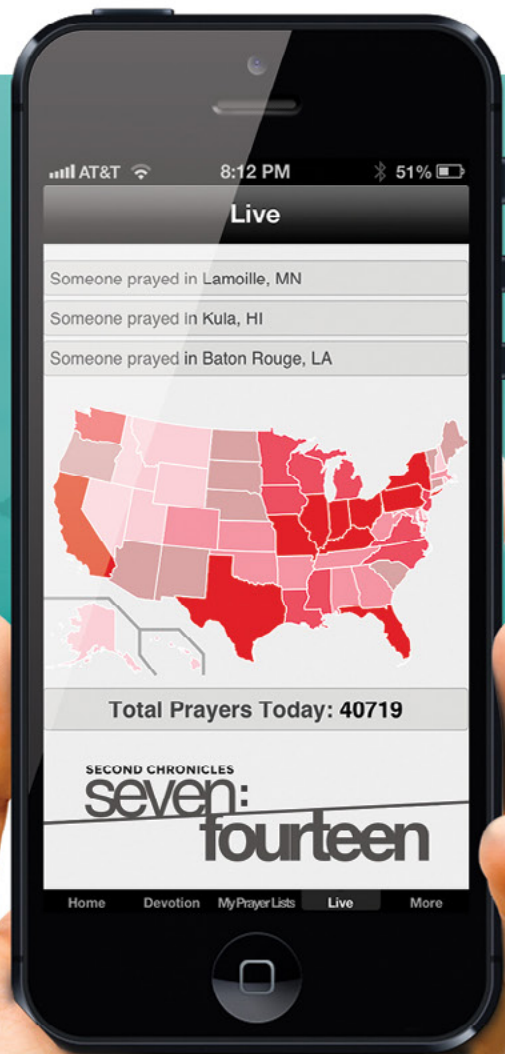 AT&T 8:12 PM 51%
Live
Someone prayed in Lamoille, MN
Someone prayed in Kula, HI
Someone prayed in Baton Rouge, LA
Total Prayers Today: 40719
SECOND CHRONICLES
seven:
fourteen
Home Devotion My Prayer Lists Live More